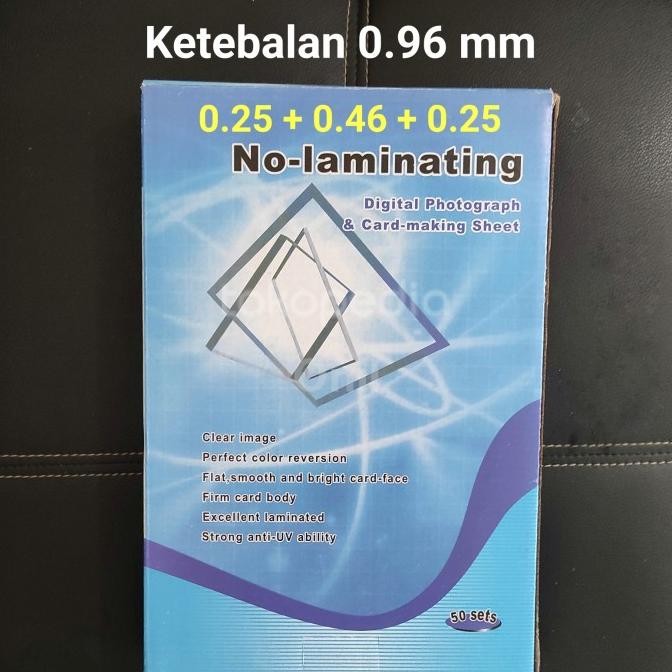 Ketebalan 0.96 mm
0.25 + 0.46 + 0.25
No-laminating
Digital Photograph
& Card-making Sheet
tokopedia
Clear image
Perfect color reversion
Flat,smooth and bright card-face
Firm card body
Excellent laminated
Strong anti-UV ability
50 sets